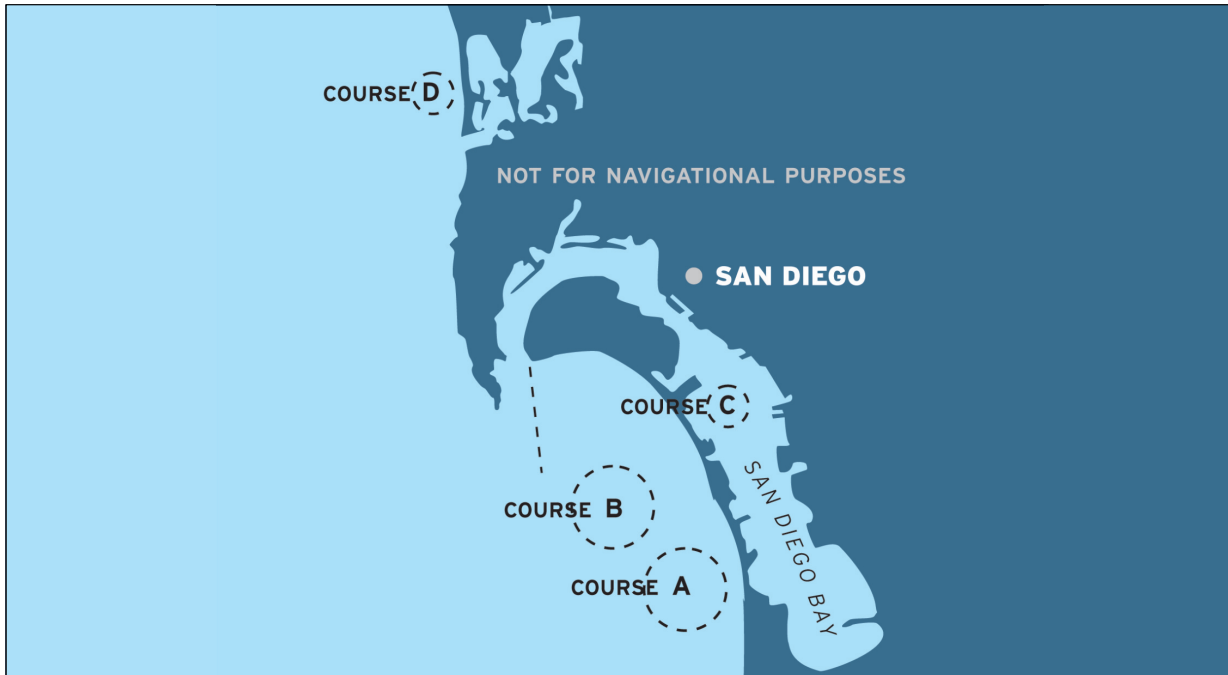 COURSE D
NOT FOR NAVIGATIONAL PURPOSES
SAN DIEGO
COURSE C
SAN DIEGO BAY
COURSE B
COURSE A